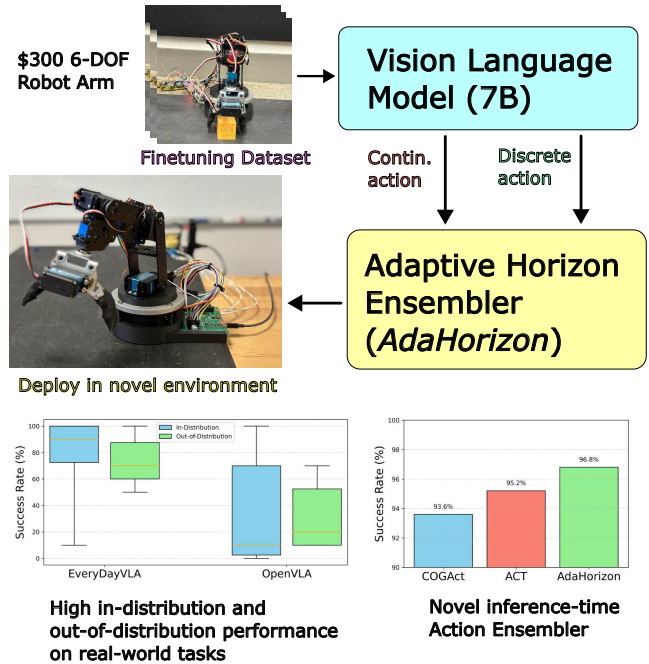 $300 6-DOF
Robot Arm
Vision Language
Model (7B)
Finetuning Dataset
Contin.
action
Discrete
action
Adaptive Horizon
Ensembler
(AdaHorizon)
Deploy in novel environment
Success Rate (%)
100
80
60
40
20
0
In-Distribution
Out-of-Distribution
EveryDayVLA
OpenVLA
High in-distribution and
out-of-distribution performance
on real-world tasks
Success Rate (%)
100
98
96
94
92
90
93.6%
95.2%
96.8%
COGAct
ACT
AdaHorizon
Novel inference-time
Action Ensembler